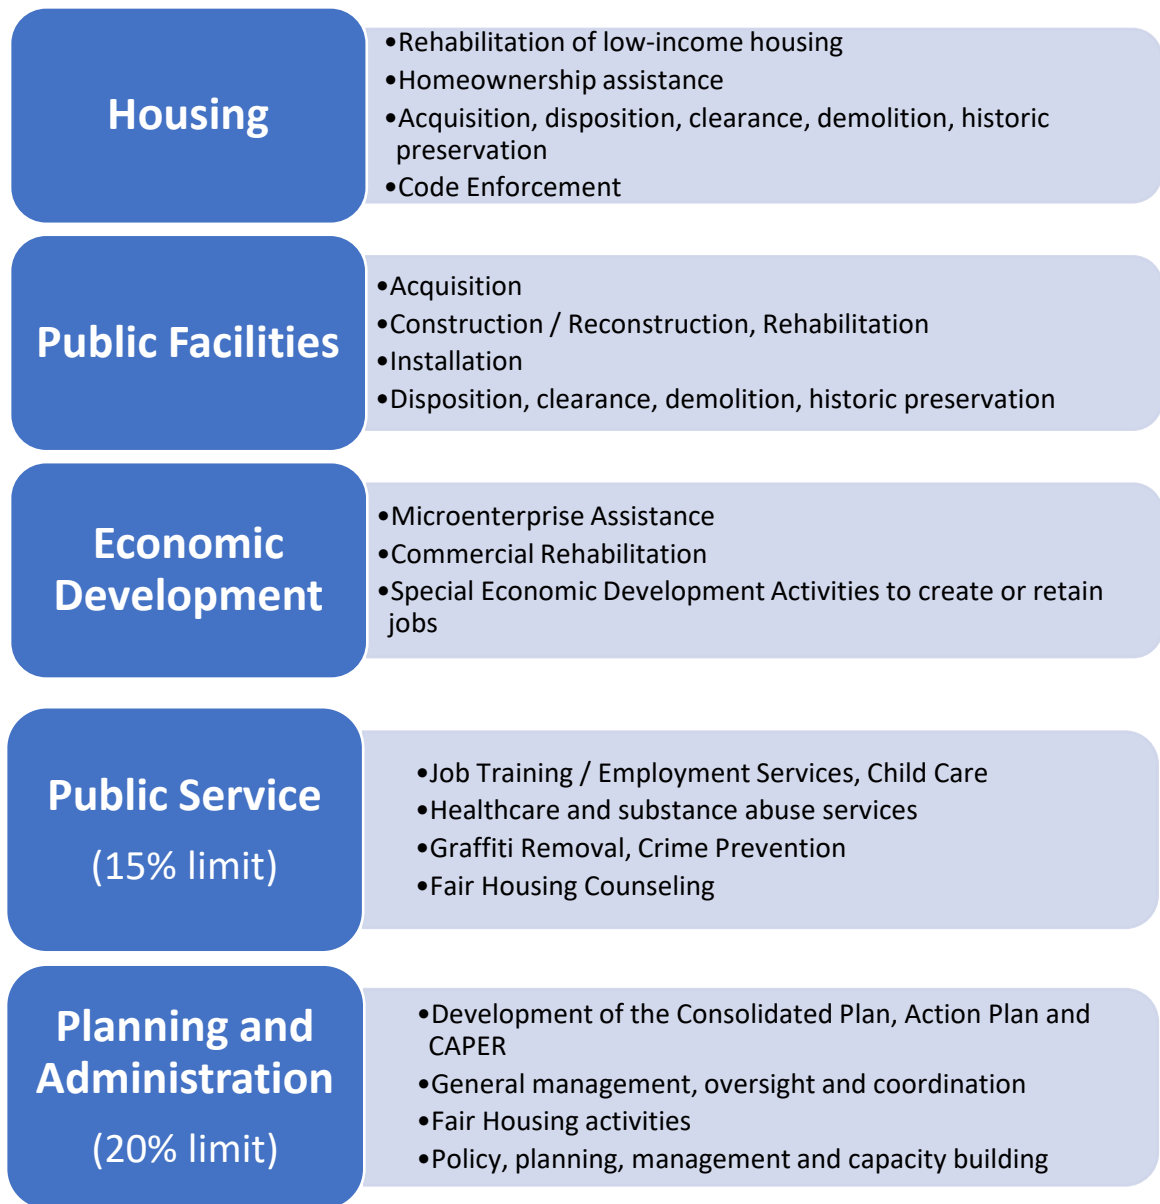 Housing
•Rehabilitation of low-income housing
•Homeownership assistance
•Acquisition, disposition, clearance, demolition, historic
preservation
•Code Enforcement
Public Facilities
•Acquisition
•Construction / Reconstruction, Rehabilitation
•Installation
•Disposition, clearance, demolition, historic preservation
Economic
Development
•Microenterprise Assistance
•Commercial Rehabilitation
•Special Economic Development Activities to create or retain
jobs
Public Service
(15% limit)
•Job Training / Employment Services, Child Care
•Healthcare and substance abuse services
•Graffiti Removal, Crime Prevention
•Fair Housing Counseling
Planning and
Administration
(20% limit)
•Development of the Consolidated Plan, Action Plan and
CAPER
•General management, oversight and coordination
•Fair Housing activities
•Policy, planning, management and capacity building